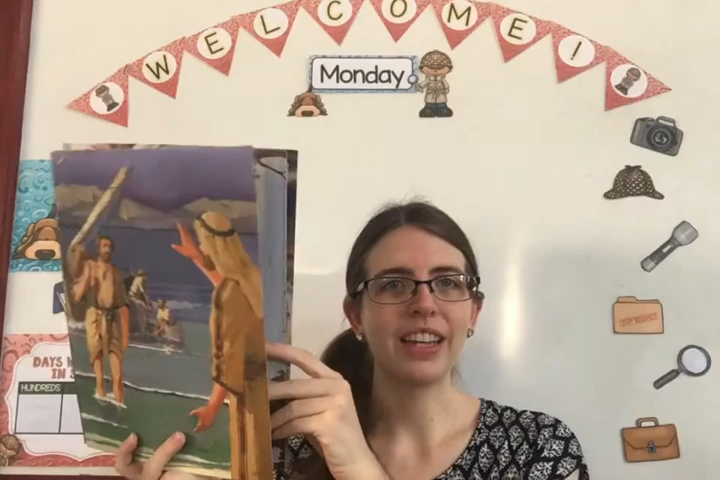 WELCOME!
Monday
TOP SECRET
DAYS
IN S
HUNDREDS